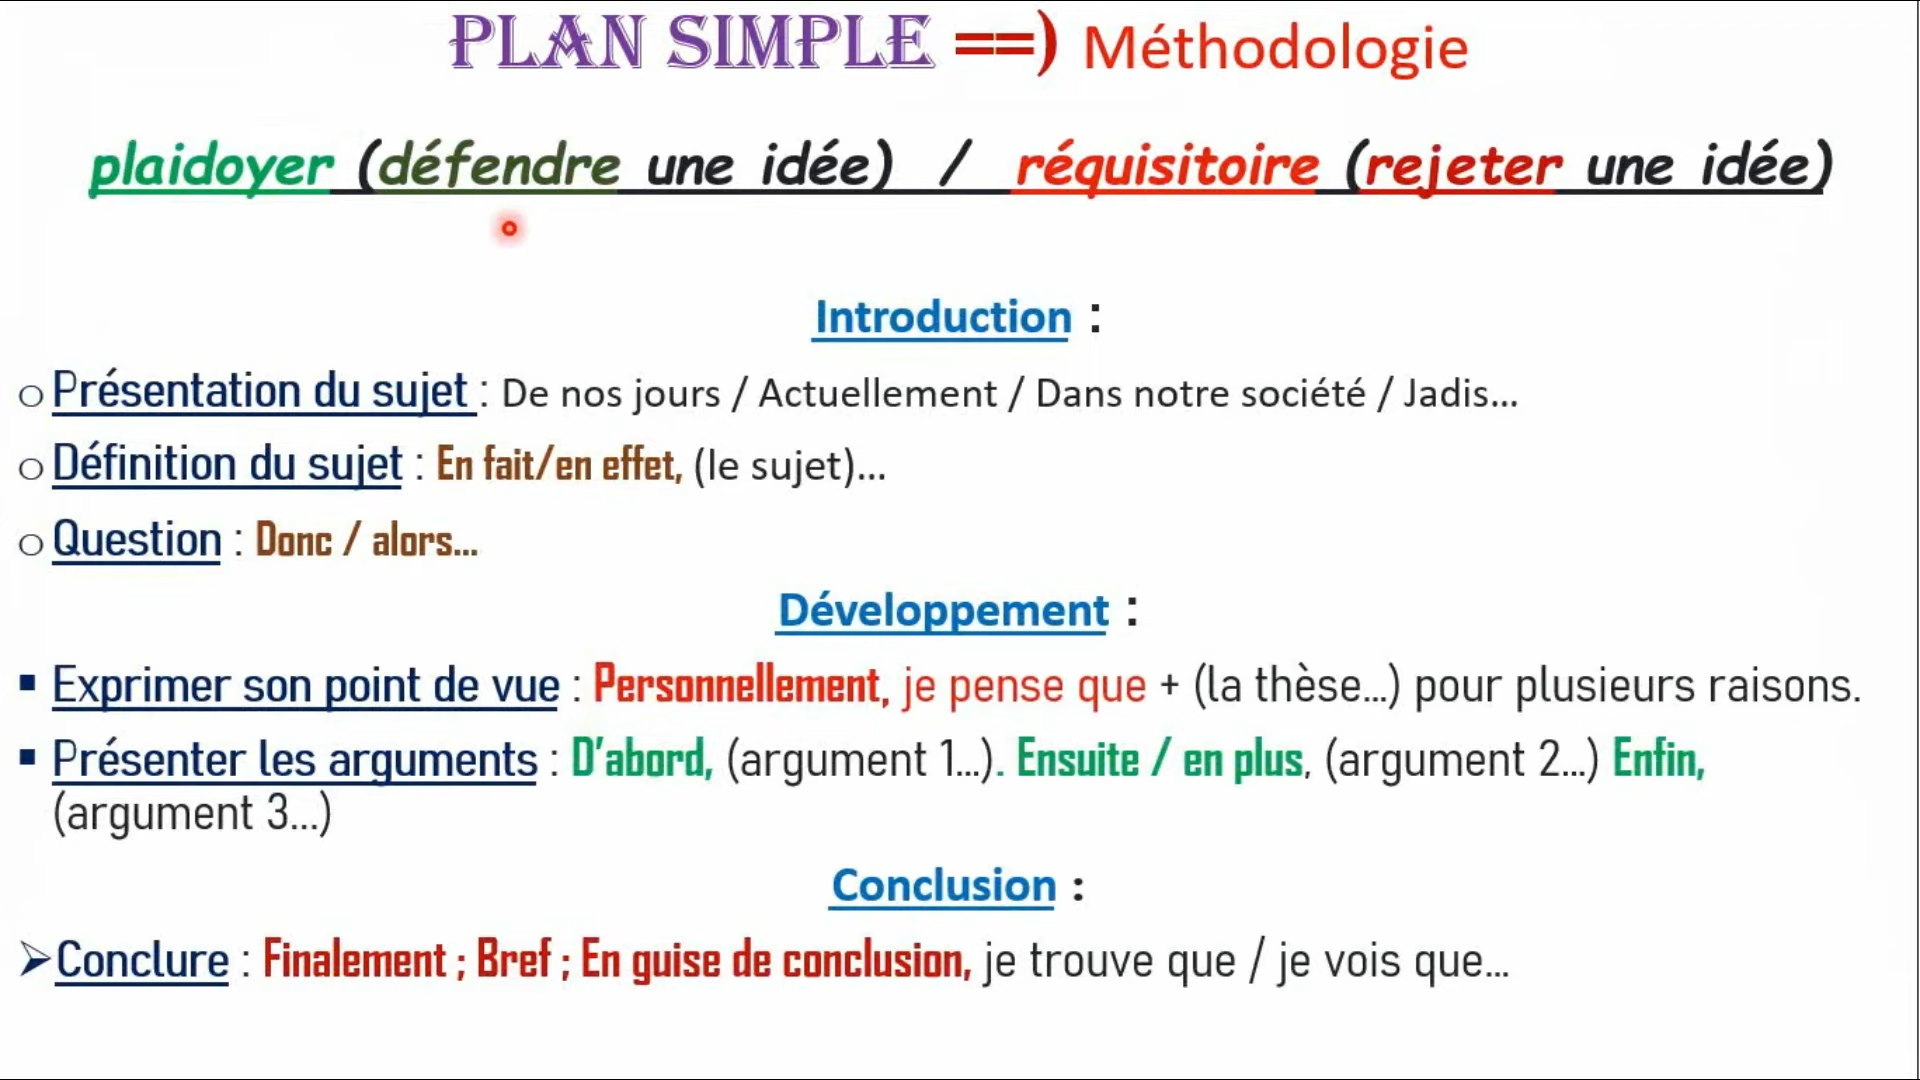 PLAN SIMPLE ==) Méthodologie
plaidoyer (défendre une idée) / réquisitoire (rejeter une idée)
Introduction :
o Présentation du sujet : De nos jours / Actuellement / Dans notre société / Jadis...
o Définition du sujet : En fait/en effet, (le sujet)...
o Question : Donc / alors...
Développement :
▪ Exprimer son point de vue : Personnellement, je pense que + (la thèse...) pour plusieurs raisons.
▪ Présenter les arguments : D'abord, (argument 1...). Ensuite / en plus, (argument 2...) Enfin,
(argument 3...)
Conclusion :
➢ Conclure : Finalement ; Bref ; En guise de conclusion, je trouve que / je vois que...